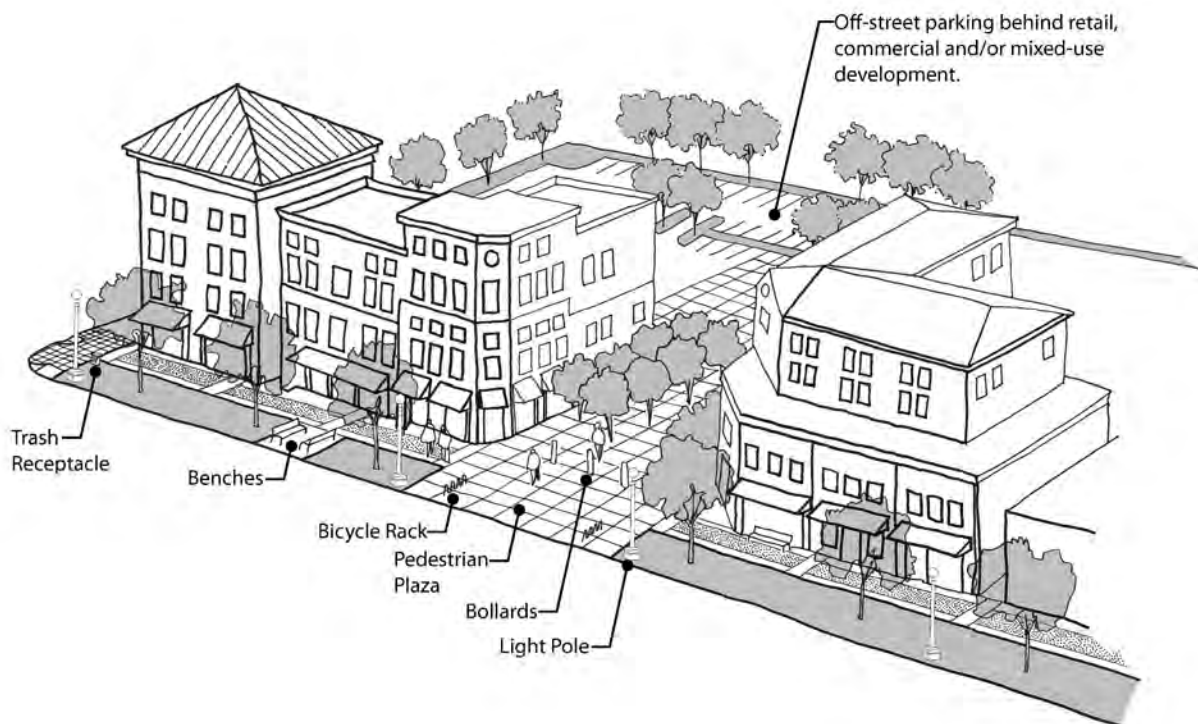 Off-street parking behind retail,
commercial and/or mixed-use
development.
Trash
Receptacle
Benches
Bicycle Rack
Pedestrian
Plaza
Bollards
Light Pole